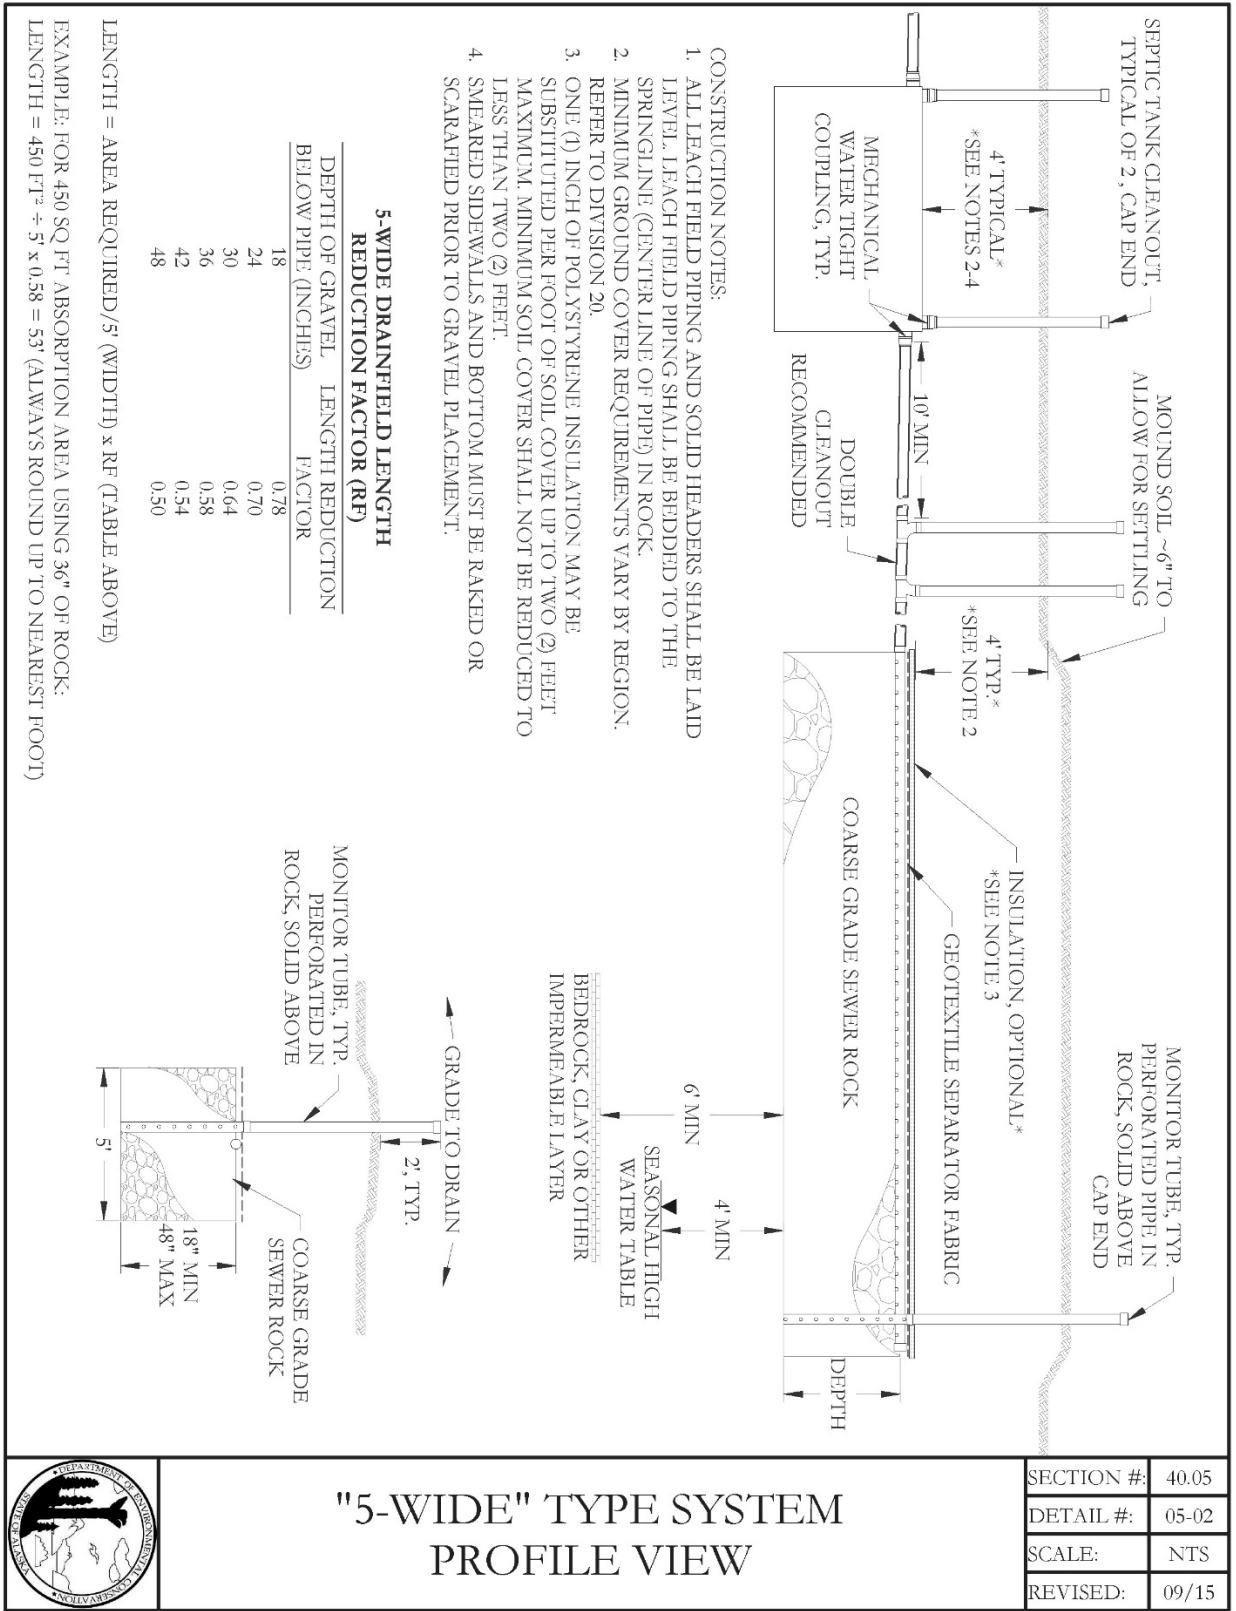 SEPTIC TANK CLEANOUT,
TYPICAL OF 2 , CAP END
4' TYPICAL*
*SEE NOTES 2-4
MECHANICAL
WATER TIGHT
COUPLING, TYP.
MOUND SOIL ~6" TO
ALLOW FOR SETTLING
10' MIN
DOUBLE
CLEANOUT
RECOMMENDED
4' TYP.*
*SEE NOTE 2
INSULATION, OPTIONAL*
*SEE NOTE 3
GEOTEXTILE SEPARATOR FABRIC
COARSE GRADE SEWER ROCK
MONITOR TUBE, TYP.
PERFORATED PIPE IN
ROCK, SOLID ABOVE
CAP END
DEPTH
6' MIN
4' MIN
SEASONAL HIGH
WATER TABLE
BEDROCK, CLAY OR OTHER
IMPERMEABLE LAYER
CONSTRUCTION NOTES:
1. ALL LEACH FIELD PIPING AND SOLID HEADERS SHALL BE LAID
LEVEL. LEACH FIELD PIPING SHALL BE BEDDED TO THE
SPRINGLINE (CENTER LINE OF PIPE) IN ROCK.
2. MINIMUM GROUND COVER REQUIREMENTS VARY BY REGION.
REFER TO DIVISION 20.
3. ONE (1) INCH OF POLYSTYRENE INSULATION MAY BE
SUBSTITUTED PER FOOT OF SOIL COVER UP TO TWO (2) FEET
MAXIMUM. MINIMUM SOIL COVER SHALL NOT BE REDUCED TO
LESS THAN TWO (2) FEET.
4. SMEARED SIDEWALLS AND BOTTOM MUST BE RAKED OR
SCARAFIED PRIOR TO GRAVEL PLACEMENT.
5-WIDE DRAINFIELD LENGTH
REDUCTION FACTOR (RF)
DEPTH OF GRAVEL LENGTH REDUCTION
BELOW PIPE (INCHES) FACTOR
18 0.78
24 0.70
30 0.64
36 0.58
42 0.54
48 0.50
LENGTH = AREA REQUIRED/5' (WIDTH) x RF (TABLE ABOVE)
EXAMPLE: FOR 450 SQ FT ABSORPTION AREA USING 36" OF ROCK:
LENGTH = 450 FT² ÷ 5' x 0.58 = 53' (ALWAYS ROUND UP TO NEAREST FOOT)
GRADE TO DRAIN
2', TYP.
MONITOR TUBE, TYP.
PERFORATED IN
ROCK, SOLID ABOVE
COARSE GRADE
SEWER ROCK
18" MIN
48" MAX
5'
DEPARTMENT OF ENVIRONMENTAL CONSERVATION
STATE OF ALASKA
"5-WIDE" TYPE SYSTEM
PROFILE VIEW
SECTION #: 40.05
DETAIL #: 05-02
SCALE: NTS
REVISED: 09/15